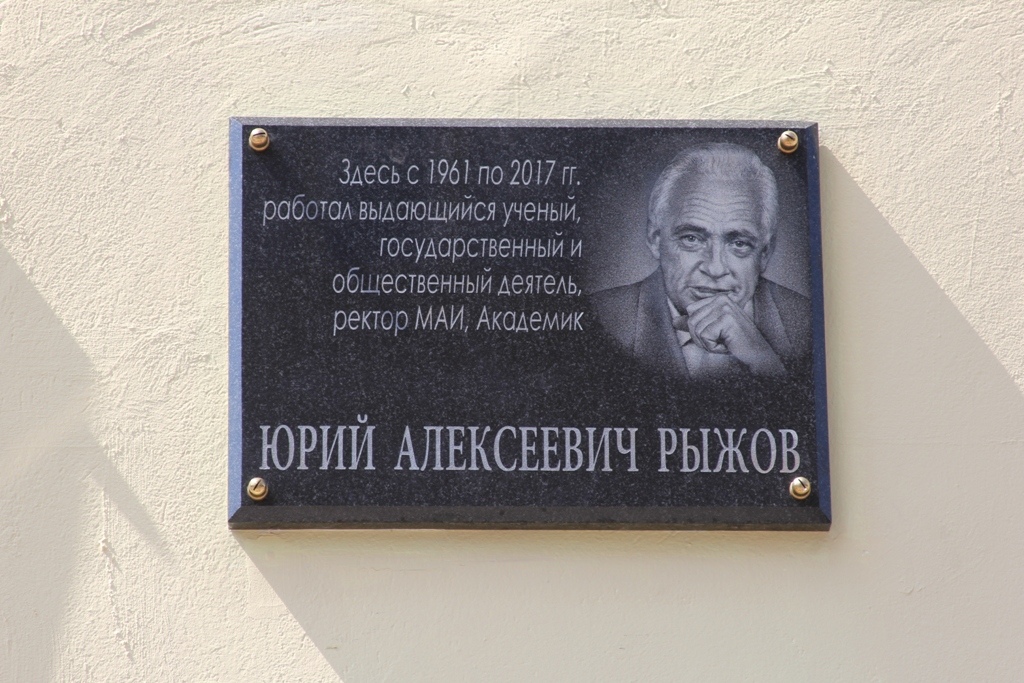 Здесь с 1961 по 2017 гг.
работал выдающийся ученый,
государственный и
общественный деятель,
ректор МАИ, Академик
ЮРИЙ АЛЕКСЕЕВИЧ РЫЖОВ